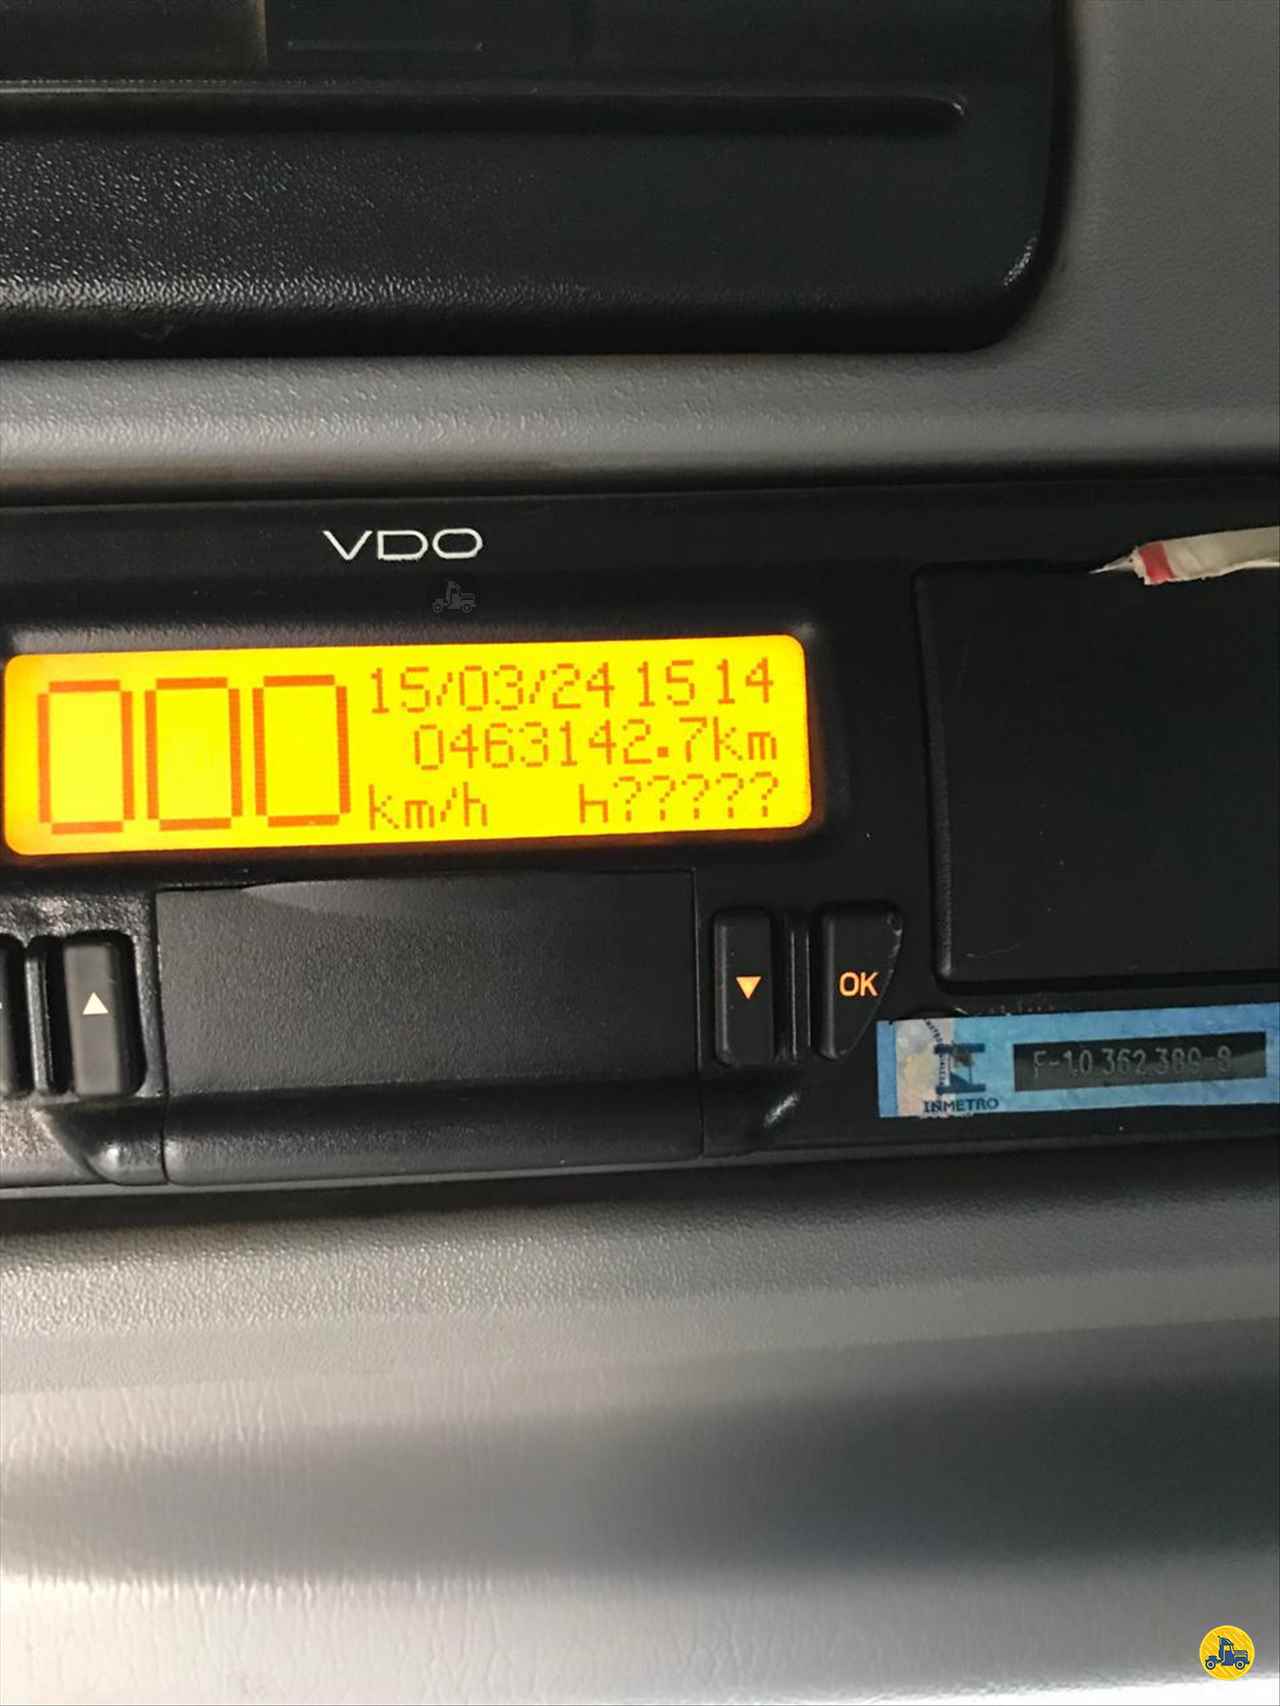 VDO
000 15/03/24 15 14
0463142.7km
km/h h?????
OK
INMETRO F-10.362.389-8